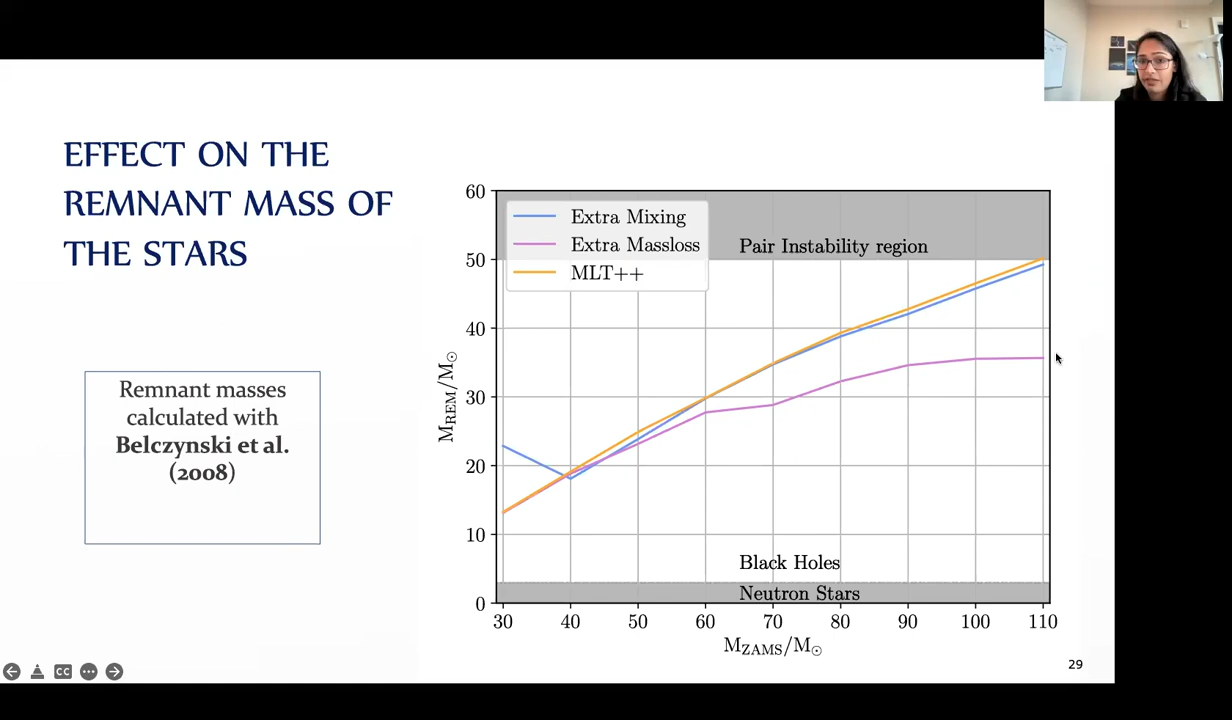 EFFECT ON THE
REMNANT MASS OF
THE STARS
Remnant masses
calculated with
Belczynski et al.
(2008)
60
50
40
30
20
10
0
M_REM/M_⊙
Extra Mixing
Extra Massloss
MLT++
Pair Instability region
Black Holes
Neutron Stars
30 40 50 60 70 80 90 100 110
M_ZAMS/M_⊙
CC
29